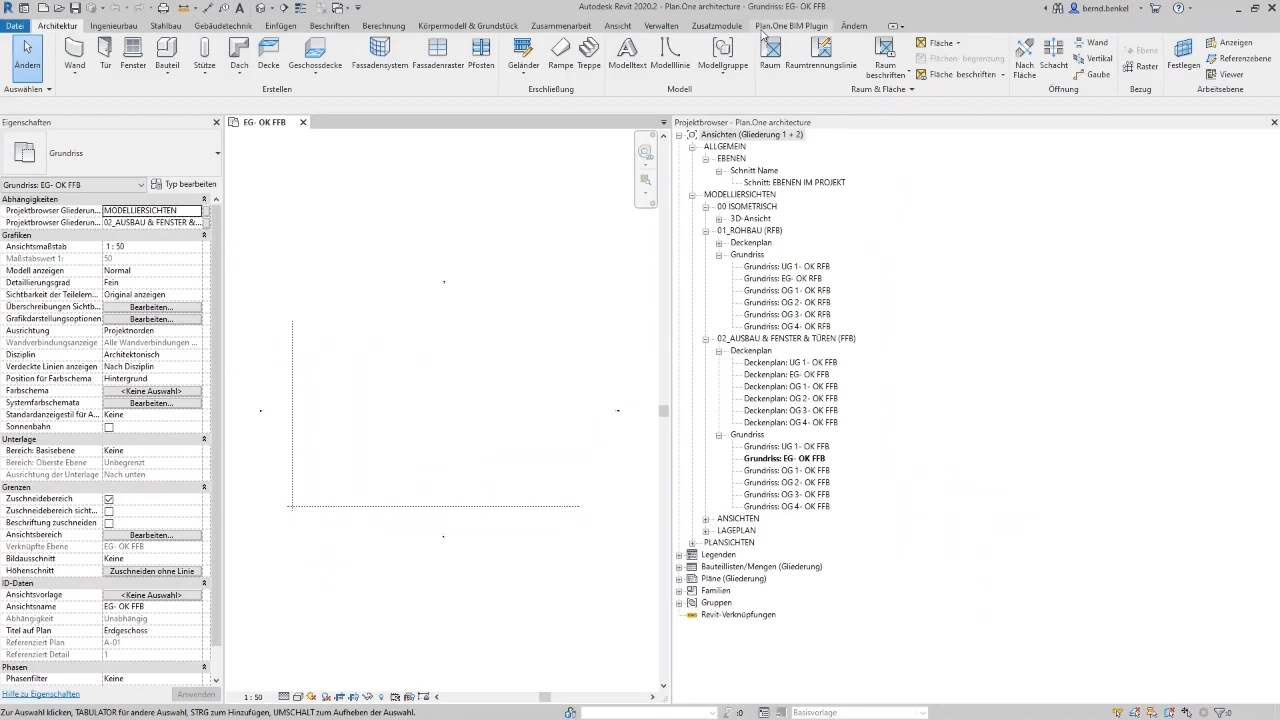 Autodesk Revit 2020.2 - Plan.One architecture - Grundriss: EG- OK FFB
bernd.benkel
Datei Architektur Ingenieurbau Stahlbau Gebäudetechnik Einfügen Beschriften Berechnung Körpermodell & Grundstück Zusammenarbeit Ansicht Verwalten Zusatzmodule Plan.One BIM Plugin Ändern
Ändern
Wand Tür Fenster Bauteil Stütze Dach Decke Geschossdecke Fassadensystem Fassadenraster Pfosten
Geländer Rampe Treppe
Modelltext Modelllinie Modellgruppe
Raum Raumtrennungslinie
Raum
beschriften
Fläche
Flächen- begrenzung
Fläche beschriften
Nach
Fläche
Schacht
Wand
Vertikal
Gaube
Ebene
Raster
Festlegen
Anzeigen
Referenzebene
Viewer
Auswählen Erstellen Erschließung Modell Raum & Fläche Öffnung Bezug Arbeitsebene
Eigenschaften
Grundriss
Grundriss: EG- OK FFB Typ bearbeiten
Abhängigkeiten
Projektbrowser Gliederun... MODELLIERSICHTEN
Projektbrowser Gliederun... 02_AUSBAU & FENSTER &...
Grafiken
Ansichtsmaßstab 1 : 50
Maßstabswert 1: 50
Modell anzeigen Normal
Detaillierungsgrad Fein
Sichtbarkeit der Teilelem... Original anzeigen
Überschreibungen Sichtb... Bearbeiten...
Grafikdarstellungsoptionen Bearbeiten...
Ausrichtung Projektnorden
Wandverbindungsanzeige Alle Wandverbindungen ...
Disziplin Architektonisch
Verdeckte Linien anzeigen Nach Disziplin
Position für Farbschema Hintergrund
Farbschema <Keine Auswahl>
Systemfarbschemata Bearbeiten...
Standardanzeigestil für A... Keine
Sonnenbahn
Unterlage
Bereich: Basisebene Keine
Bereich: Oberste Ebene Unbegrenzt
Ausrichtung der Unterlage Nach unten
Grenzen
Zuschneidebereich
Zuschneidebereich sicht...
Beschriftung zuschneiden
Ansichtsbereich Bearbeiten...
Verknüpfte Ebene EG- OK FFB
Bildausschnitt Keine
Höhenschnitt Zuschneiden ohne Linie
ID-Daten
Ansichtsvorlage <Keine Auswahl>
Ansichtsname EG- OK FFB
Abhängigkeit Unabhängig
Titel auf Plan Erdgeschoss
Referenziert Plan A-01
Referenziert Detail 1
Phasen
Phasenfilter Keine
Hilfe zu Eigenschaften Anwenden
EG- OK FFB
1 : 50
Projektbrowser - Plan.One architecture
Ansichten (Gliederung 1 + 2)
ALLGEMEIN
EBENEN
Schnitt Name
Schnitt: EBENEN IM PROJEKT
MODELLIERSICHTEN
00 ISOMETRISCH
3D-Ansicht
01_ROHBAU (RFB)
Deckenplan
Grundriss
Grundriss: UG 1- OK RFB
Grundriss: EG- OK RFB
Grundriss: OG 1- OK RFB
Grundriss: OG 2- OK RFB
Grundriss: OG 3- OK RFB
Grundriss: OG 4- OK RFB
02_AUSBAU & FENSTER & TÜREN (FFB)
Deckenplan
Deckenplan: UG 1- OK FFB
Deckenplan: EG- OK FFB
Deckenplan: OG 1- OK FFB
Deckenplan: OG 2- OK FFB
Deckenplan: OG 3- OK FFB
Deckenplan: OG 4- OK FFB
Grundriss
Grundriss: UG 1- OK FFB
Grundriss: EG- OK FFB
Grundriss: OG 1- OK FFB
Grundriss: OG 2- OK FFB
Grundriss: OG 3- OK FFB
Grundriss: OG 4- OK FFB
ANSICHTEN
LAGEPLAN
PLANSICHTEN
Legenden
Bauteillisten/Mengen (Gliederung)
Pläne (Gliederung)
Familien
Gruppen
Revit-Verknüpfungen
Zur Auswahl klicken, TABULATOR für andere Auswahl, STRG zum Hinzufügen, UMSCHALT zum Aufheben der Auswahl.
:0 Basisvorlage :0